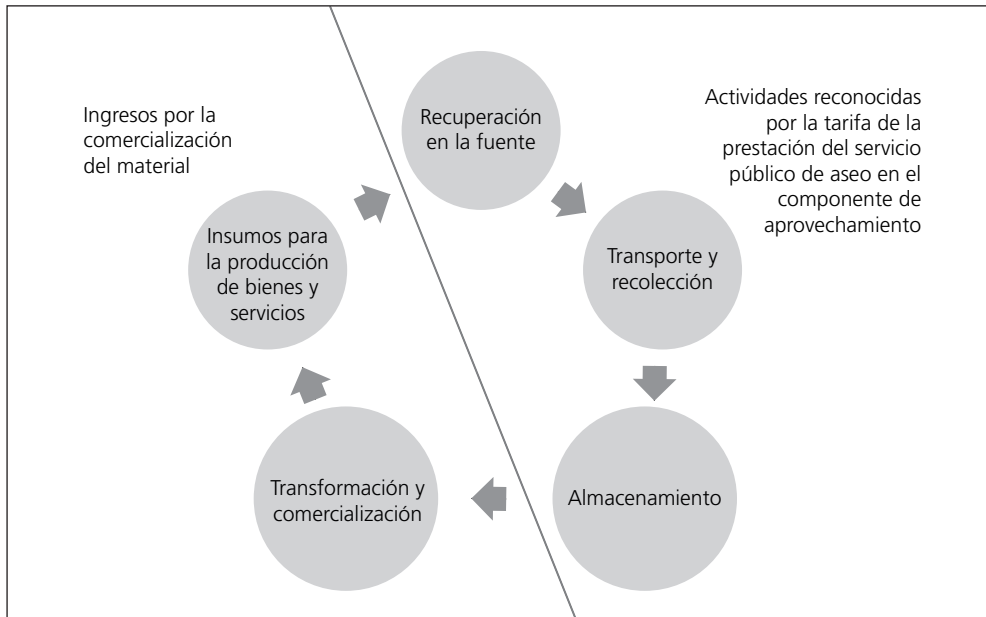 Ingresos por la
comercialización
del material
Recuperación
en la fuente
Actividades reconocidas
por la tarifa de la
prestación del servicio
público de aseo en el
componente de
aprovechamiento
Insumos para
la producción
de bienes y
servicios
Transporte y
recolección
Transformación y
comercialización
Almacenamiento